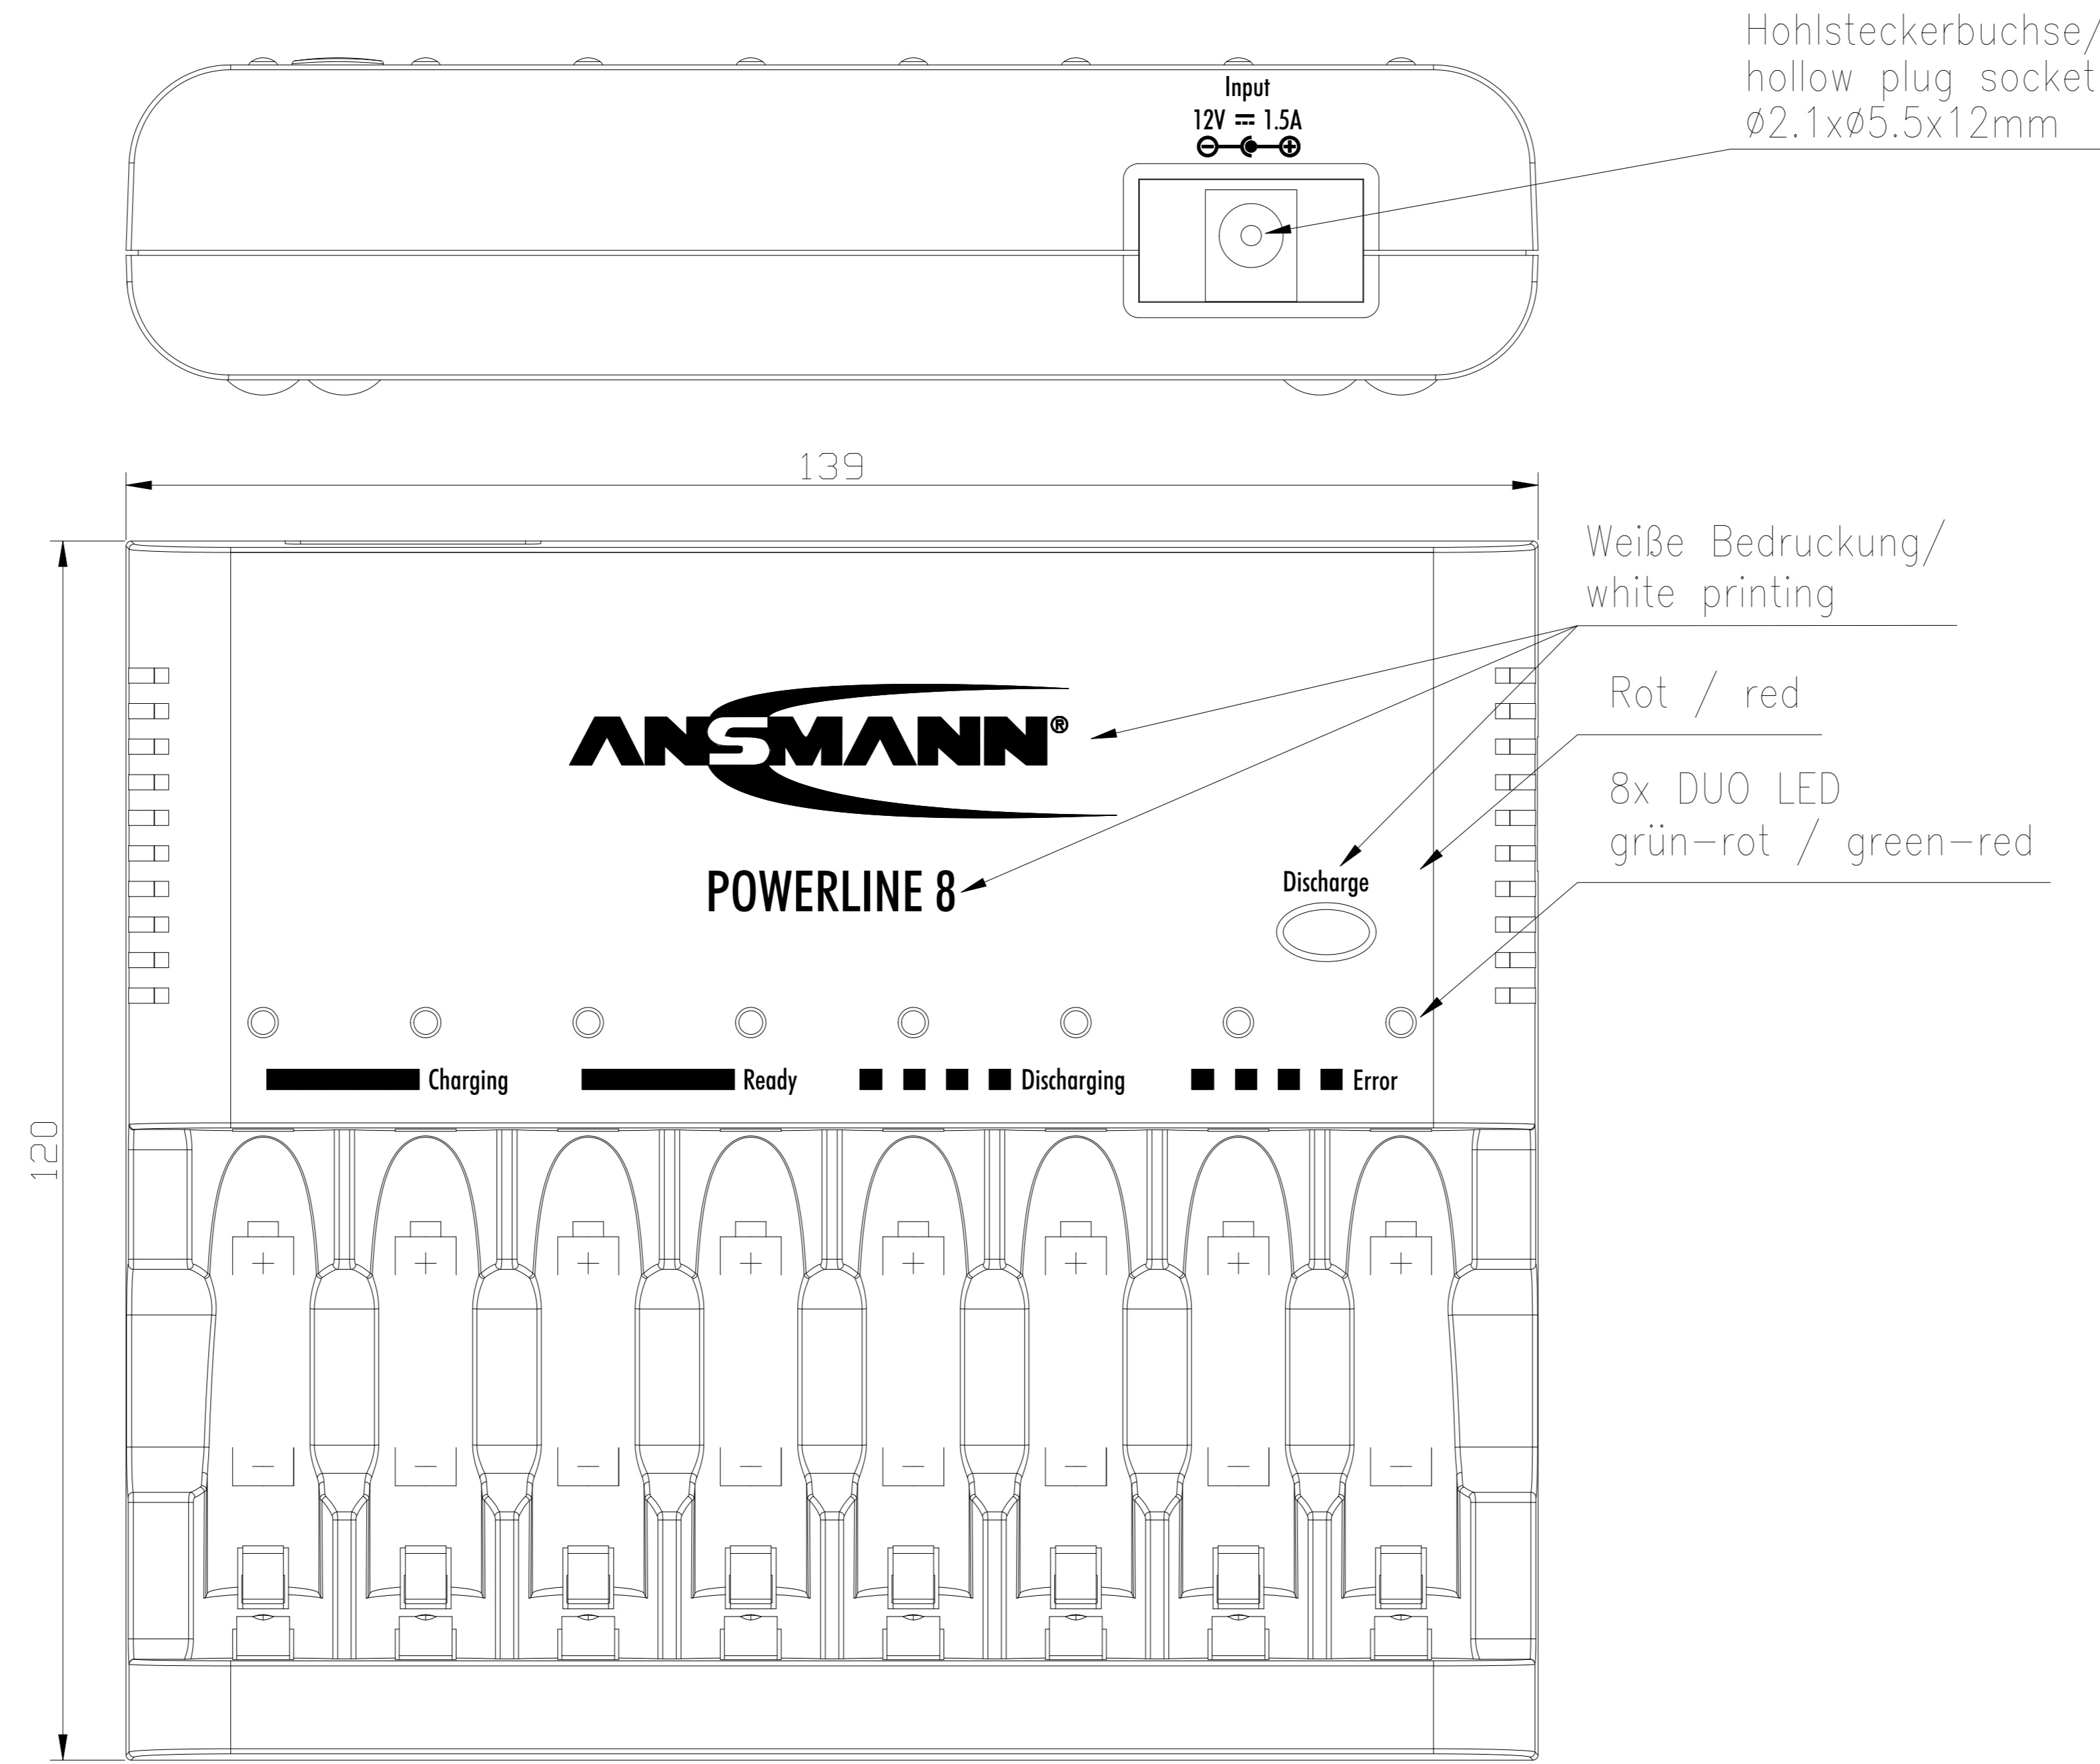 Hohlsteckerbuchse/
hollow plug socket
ø2.1xø5.5x12mm
Input
12V ⎓ 1.5A
139
Weiße Bedruckung/
white printing
Rot / red
8x DUO LED
grün-rot / green-red
ANSMANN®
POWERLINE 8
Discharge
Charging Ready Discharging Error
120
+ + + + + + + +
- - - - - - - -